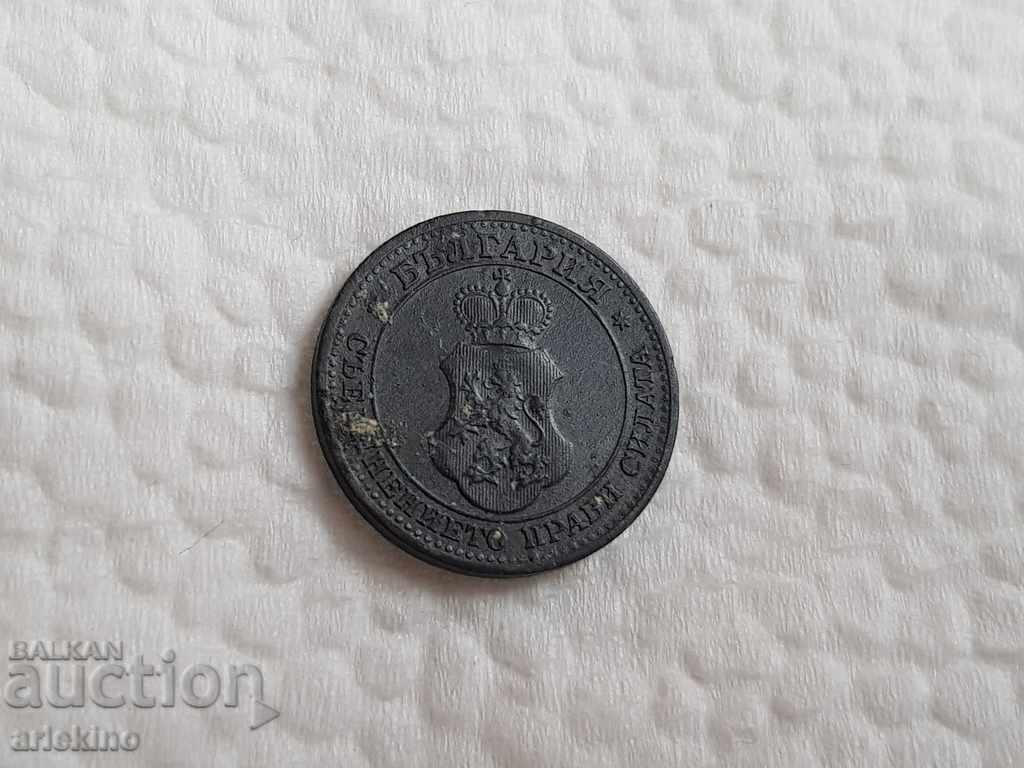 * БЪЛГАРИЯ *
СЪЕДИНЕНИЕТО ПРАВИ СИЛАТА
BALKAN
auction
arlekino